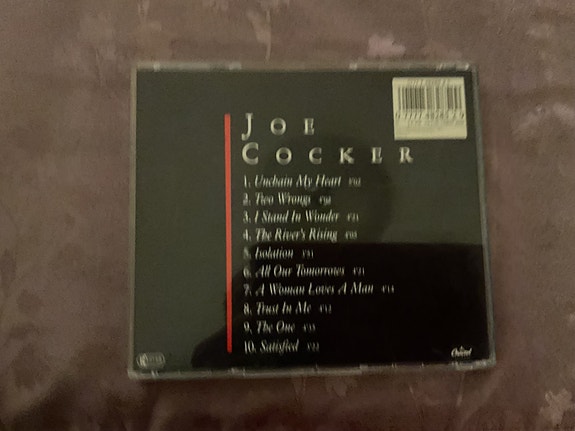 JOE
COCKER
1. Unchain My Heart
2. Two Wrongs
3. I Stand In Wonder
4. The River's Rising
5. Isolation
6. All Our Tomorrows
7. A Woman Loves A Man
8. Trust In Me
9. The One
10. Satisfied
Capitol